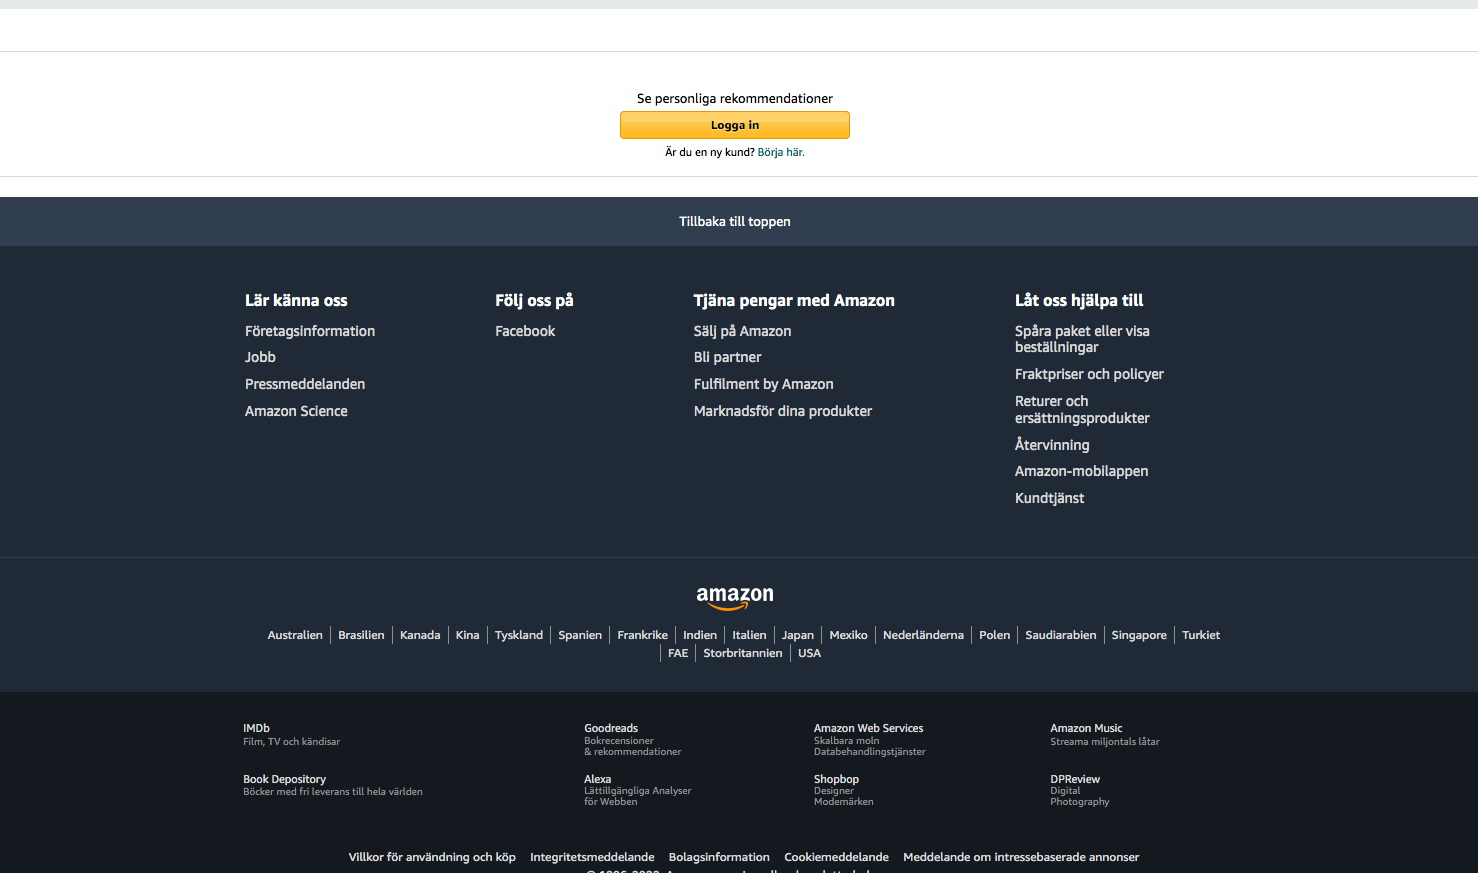 Se personliga rekommendationer
Logga in
Är du en ny kund? Börja här.
Tillbaka till toppen
Lär känna oss
Företagsinformation
Jobb
Pressmeddelanden
Amazon Science
Följ oss på
Facebook
Tjäna pengar med Amazon
Sälj på Amazon
Bli partner
Fulfilment by Amazon
Marknadsför dina produkter
Låt oss hjälpa till
Spåra paket eller visa
beställningar
Fraktpriser och policyer
Returer och
ersättningsprodukter
Återvinning
Amazon-mobilappen
Kundtjänst
amazon
Australien Brasilien Kanada Kina Tyskland Spanien Frankrike Indien Italien Japan Mexiko Nederländerna Polen Saudiarabien Singapore Turkiet
FAE Storbritannien USA
IMDb
Film, TV och kändisar
Goodreads
Bokrecensioner
& rekommendationer
Amazon Web Services
Skalbara moln
Databehandlingstjänster
Amazon Music
Streama miljontals låtar
Book Depository
Böcker med fri leverans till hela världen
Alexa
Lättillgängliga Analyser
för Webben
Shopbop
Designer
Modemärken
DPReview
Digital
Photography
Villkor för användning och köp Integritetsmeddelande Bolagsinformation Cookiemeddelande Meddelande om intressebaserade annonser